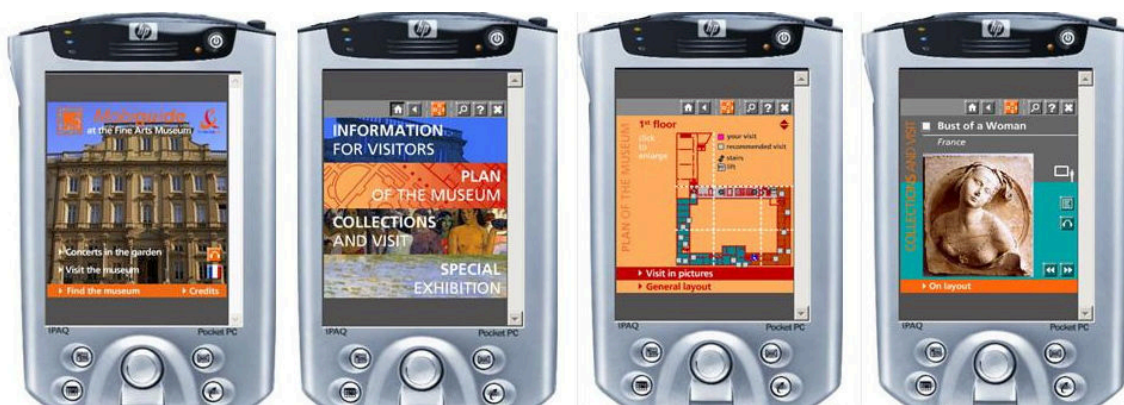 hp
Mobiguide
at the Fine Arts Museum
Concerts in the garden
Visit the museum
Find the museum
Credits
iPAQ
Pocket PC
hp
INFORMATION
FOR VISITORS
PLAN
OF THE MUSEUM
COLLECTIONS
AND VISIT
SPECIAL
EXHIBITION
iPAQ
Pocket PC
hp
?
PLAN OF THE MUSEUM
1st floor
click
to
enlarge
your visit
recommended visit
stairs
lift
Visit in pictures
General layout
iPAQ
Pocket PC
hp
?
COLLECTIONS AND VISIT
Bust of a Woman
France
On layout
iPAQ
Pocket PC